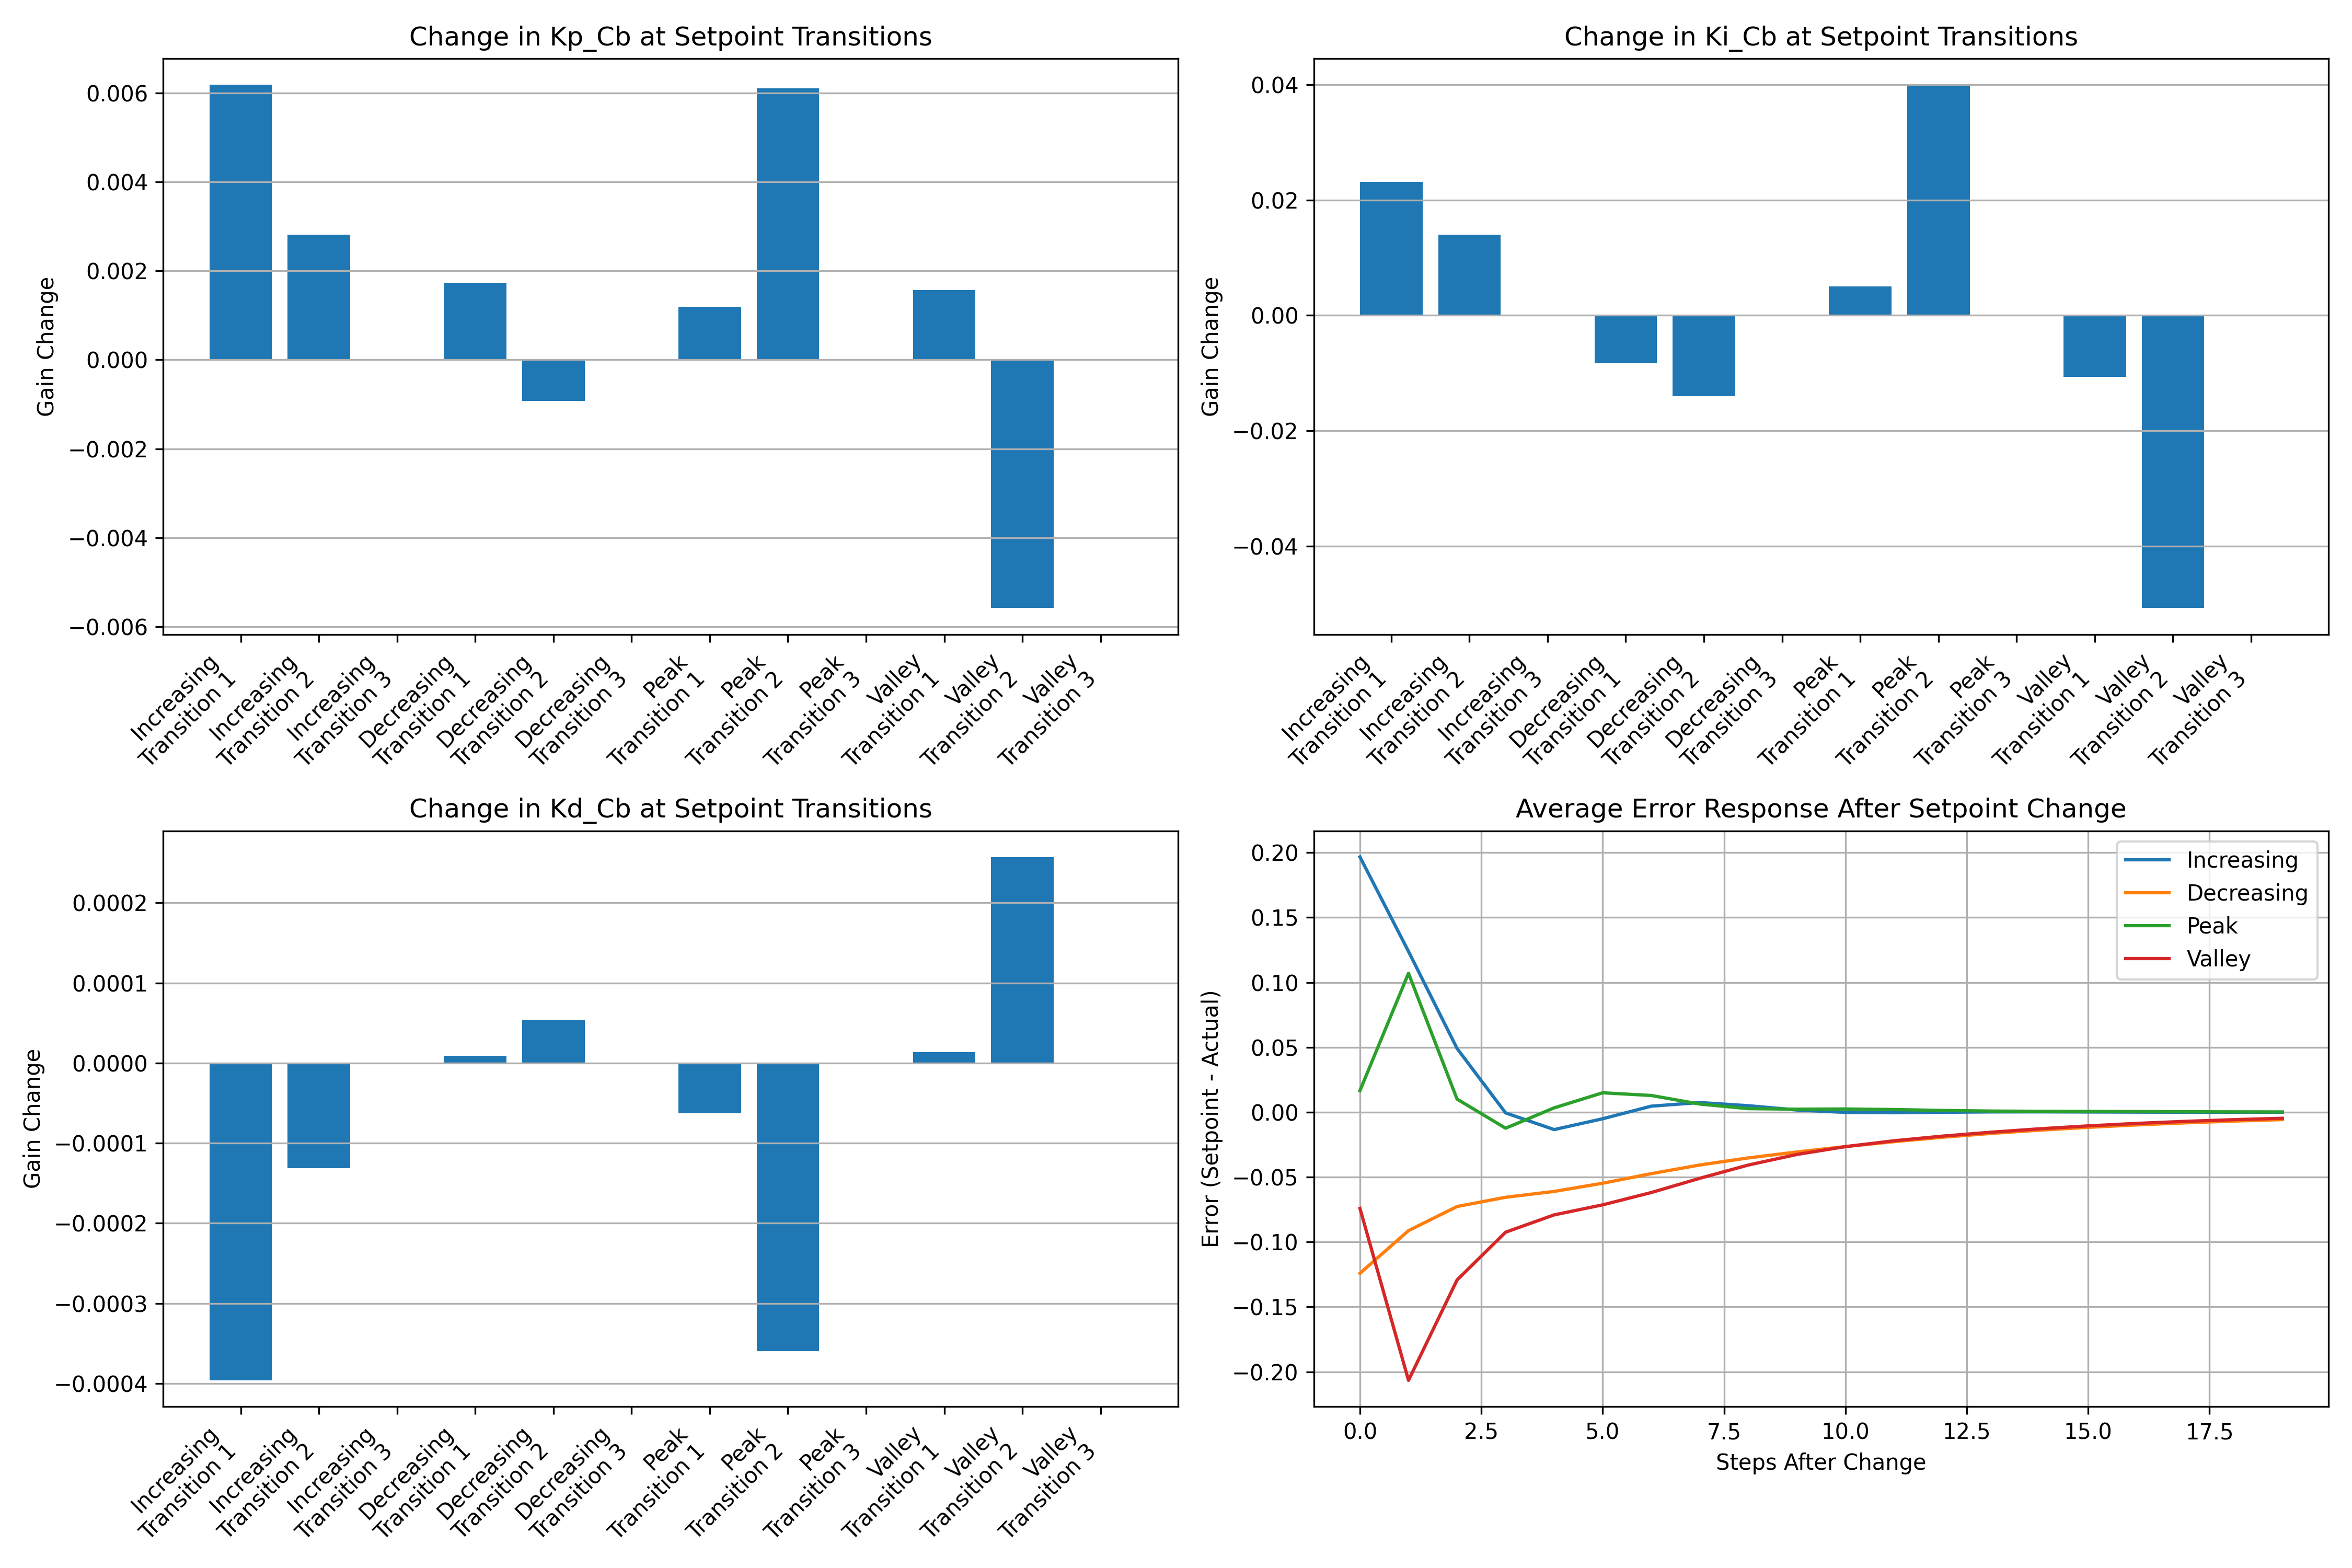 Change in Kp_Cb at Setpoint Transitions
Gain Change
0.006
0.004
0.002
0.000
−0.002
−0.004
−0.006
Increasing
Transition 1
Increasing
Transition 2
Increasing
Transition 3
Decreasing
Transition 1
Decreasing
Transition 2
Decreasing
Transition 3
Peak
Transition 1
Peak
Transition 2
Peak
Transition 3
Valley
Transition 1
Valley
Transition 2
Valley
Transition 3
Change in Ki_Cb at Setpoint Transitions
Gain Change
0.04
0.02
0.00
−0.02
−0.04
Increasing
Transition 1
Increasing
Transition 2
Increasing
Transition 3
Decreasing
Transition 1
Decreasing
Transition 2
Decreasing
Transition 3
Peak
Transition 1
Peak
Transition 2
Peak
Transition 3
Valley
Transition 1
Valley
Transition 2
Valley
Transition 3
Change in Kd_Cb at Setpoint Transitions
Gain Change
0.0002
0.0001
0.0000
−0.0001
−0.0002
−0.0003
−0.0004
Increasing
Transition 1
Increasing
Transition 2
Increasing
Transition 3
Decreasing
Transition 1
Decreasing
Transition 2
Decreasing
Transition 3
Peak
Transition 1
Peak
Transition 2
Peak
Transition 3
Valley
Transition 1
Valley
Transition 2
Valley
Transition 3
Average Error Response After Setpoint Change
Error (Setpoint - Actual)
0.20
0.15
0.10
0.05
0.00
−0.05
−0.10
−0.15
−0.20
Increasing
Decreasing
Peak
Valley
0.0 2.5 5.0 7.5 10.0 12.5 15.0 17.5
Steps After Change